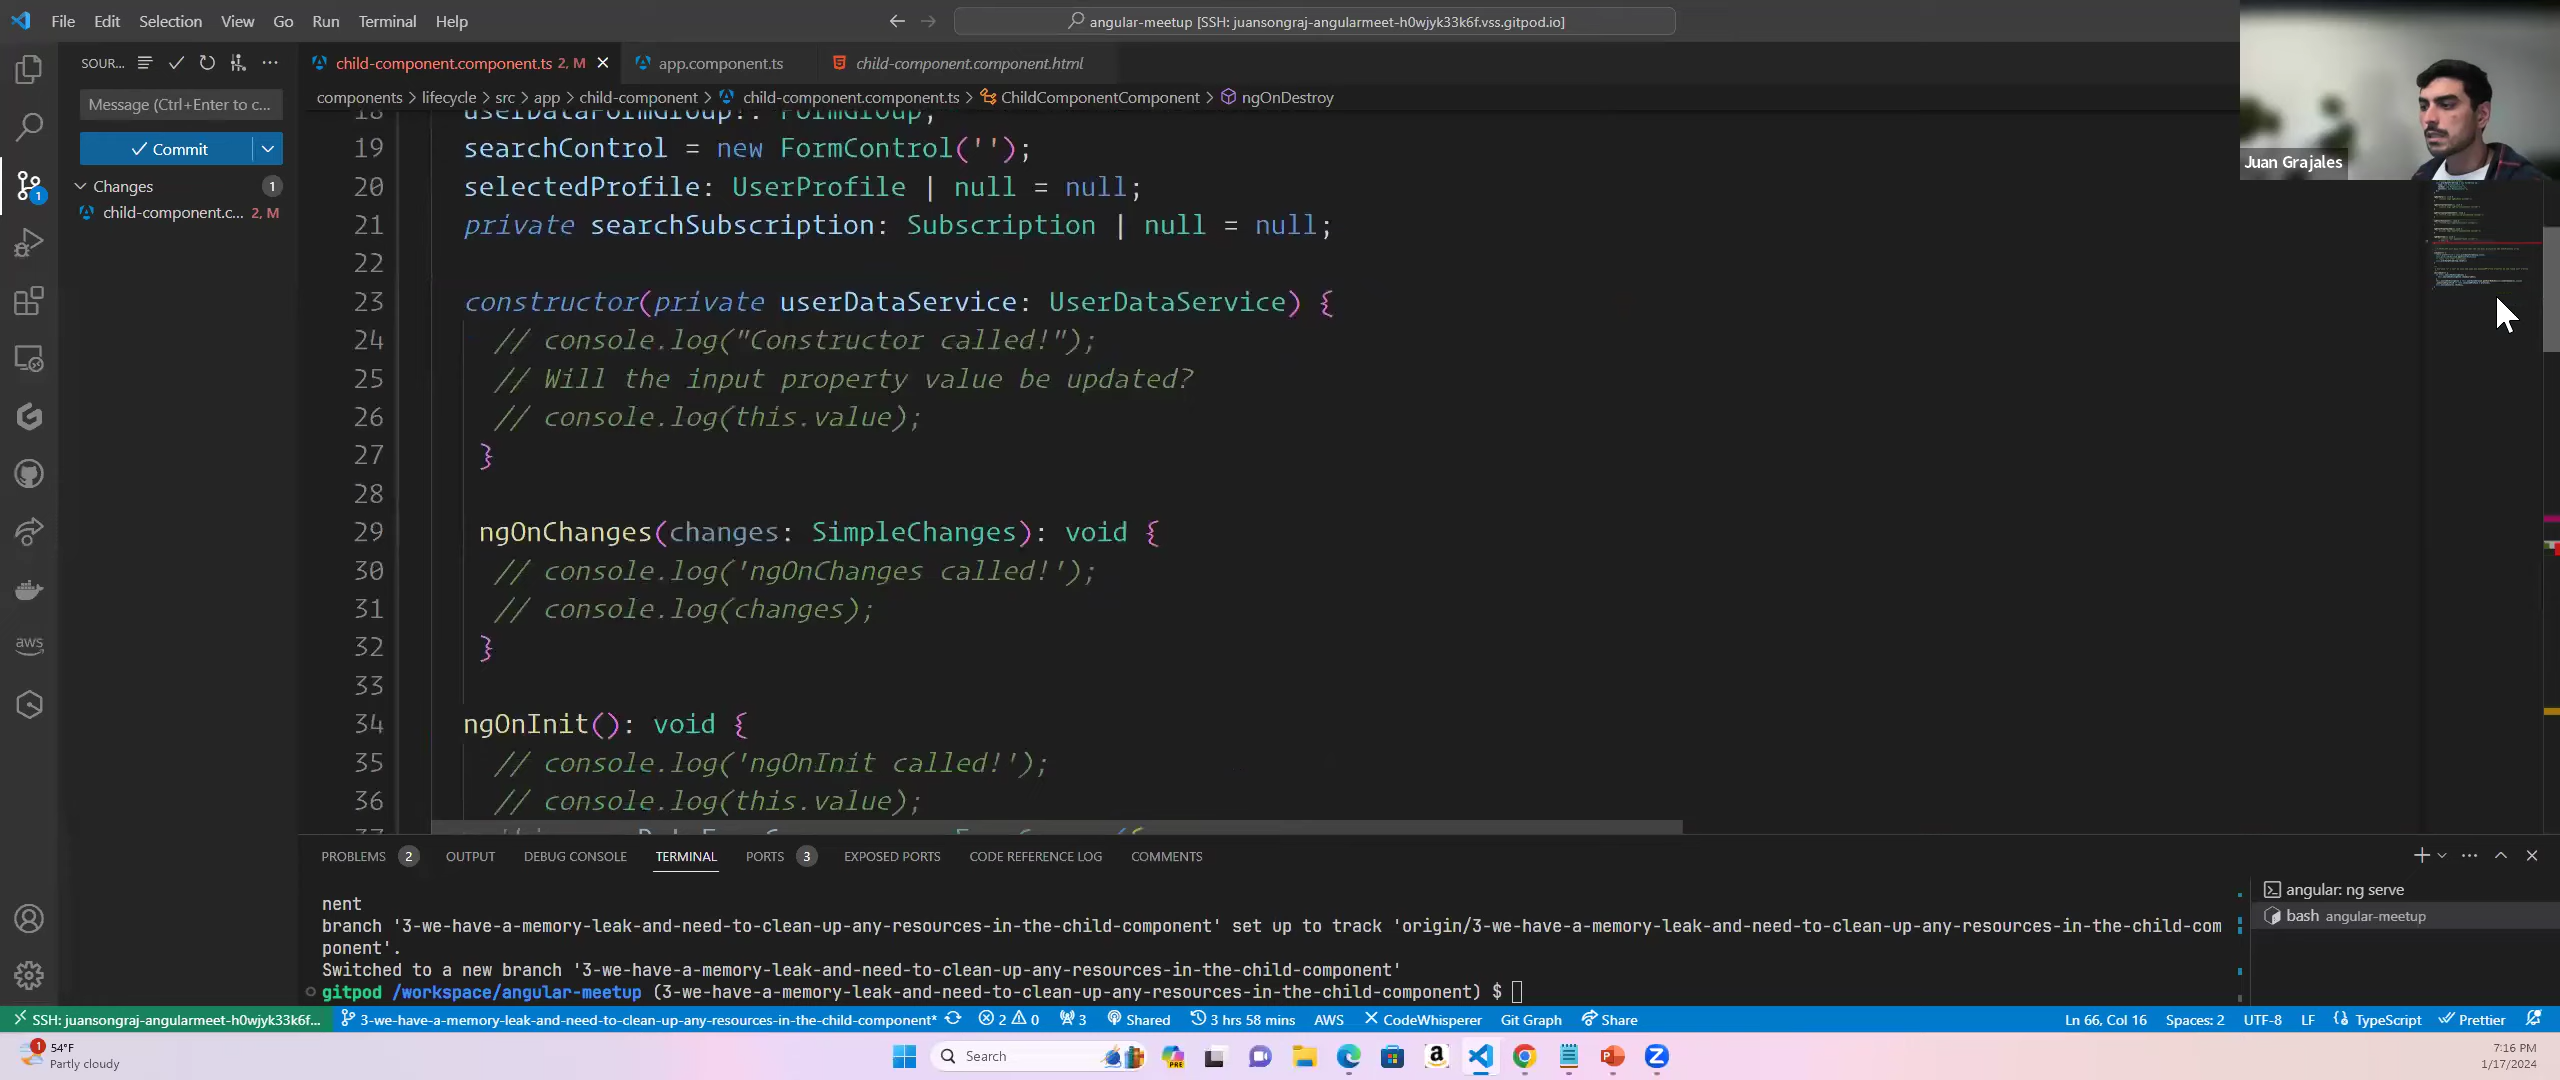 File Edit Selection View Go Run Terminal Help
angular-meetup [SSH: juansongraj-angularmeet-h0wjyk33k6f.vss.gitpod.io]
SOUR...
child-component.component.ts 2, M
app.component.ts
child-component.component.html
components > lifecycle > src > app > child-component > child-component.component.ts > ChildComponentComponent > ngOnDestroy
Message (Ctrl+Enter to c...
Commit
Changes 1
child-component.c... 2, M
1
aws
Juan Grajales
18 userDataFormGroup!: FormGroup;
19 searchControl = new FormControl('');
20 selectedProfile: UserProfile | null = null;
21 private searchSubscription: Subscription | null = null;
22
23 constructor(private userDataService: UserDataService) {
24 // console.log("Constructor called!");
25 // Will the input property value be updated?
26 // console.log(this.value);
27 }
28
29 ngOnChanges(changes: SimpleChanges): void {
30 // console.log('ngOnChanges called!');
31 // console.log(changes);
32 }
33
34 ngOnInit(): void {
35 // console.log('ngOnInit called!');
36 // console.log(this.value);
PROBLEMS 2 OUTPUT DEBUG CONSOLE TERMINAL PORTS 3 EXPOSED PORTS CODE REFERENCE LOG COMMENTS
nent
branch '3-we-have-a-memory-leak-and-need-to-clean-up-any-resources-in-the-child-component' set up to track 'origin/3-we-have-a-memory-leak-and-need-to-clean-up-any-resources-in-the-child-com
ponent'.
Switched to a new branch '3-we-have-a-memory-leak-and-need-to-clean-up-any-resources-in-the-child-component'
gitpod /workspace/angular-meetup (3-we-have-a-memory-leak-and-need-to-clean-up-any-resources-in-the-child-component) $
angular: ng serve
bash angular-meetup
SSH: juansongraj-angularmeet-h0wjyk33k6f... 3-we-have-a-memory-leak-and-need-to-clean-up-any-resources-in-the-child-component* 2 0 3 Shared 3 hrs 58 mins AWS CodeWhisperer Git Graph Share Ln 66, Col 16 Spaces: 2 UTF-8 LF TypeScript Prettier
1
54°F
Partly cloudy
Search
PRE
7:16 PM
1/17/2024